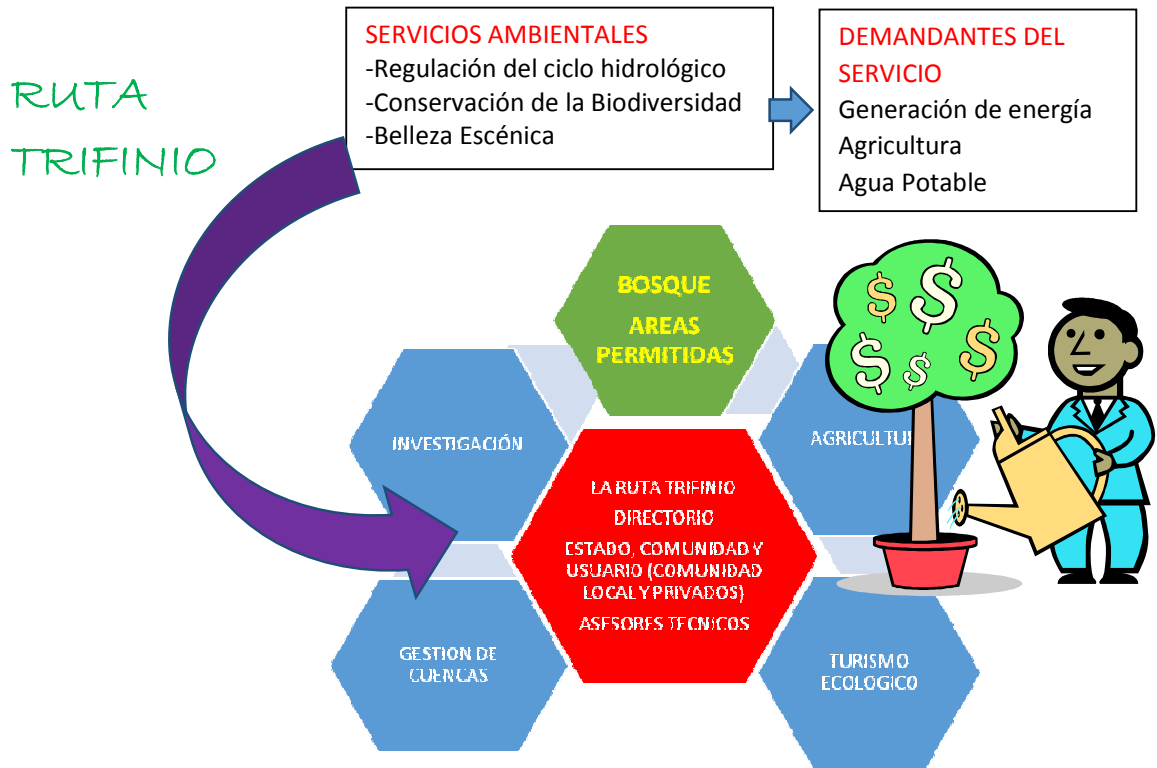 RUTA
TRIFINIO
SERVICIOS AMBIENTALES
-Regulación del ciclo hidrológico
-Conservación de la Biodiversidad
-Belleza Escénica
DEMANDANTES DEL
SERVICIO
Generación de energía
Agricultura
Agua Potable
BOSQUE
AREAS
PERMITIDAS
$ $ $ $ $
INVESTIGACIÓN
AGRICULTU
LA RUTA TRIFINIO
DIRECTORIO
ESTADO, COMUNIDAD Y
USUARIO (COMUNIDAD
LOCAL Y PRIVADOS)
ASESORES TECNICOS
GESTION DE
CUENCAS
TURISMO
ECOLOGICO